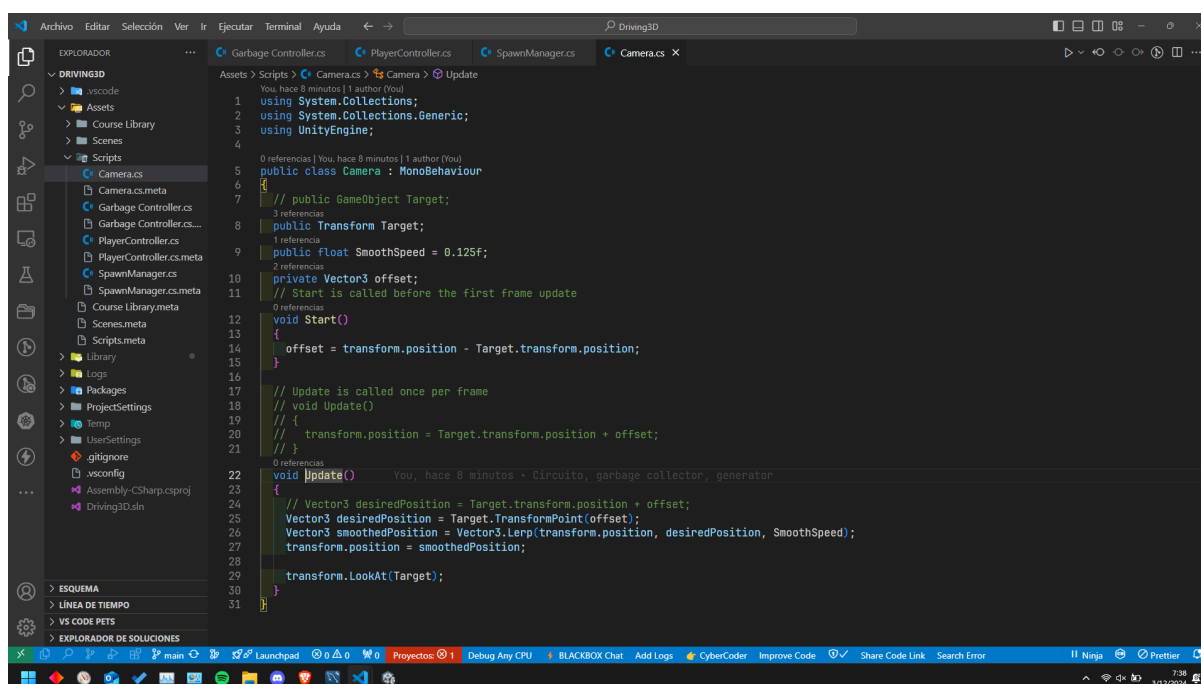 Archivo Editar Selección Ver Ir Ejecutar Terminal Ayuda
Driving3D
EXPLORADOR
DRIVING3D
.vscode
Assets
Course Library
Scenes
Scripts
Camera.cs
Camera.cs.meta
Garbage Controller.cs
Garbage Controller.cs....
PlayerController.cs
PlayerController.cs.meta
SpawnManager.cs
SpawnManager.cs.meta
Course Library.meta
Scenes.meta
Scripts.meta
Library
Logs
Packages
ProjectSettings
Temp
UserSettings
.gitignore
.vsconfig
Assembly-CSharp.csproj
Driving3D.sln
ESQUEMA
LÍNEA DE TIEMPO
VS CODE PETS
EXPLORADOR DE SOLUCIONES
Garbage Controller.cs PlayerController.cs SpawnManager.cs Camera.cs
Assets > Scripts > Camera.cs > Camera > Update
You, hace 8 minutos | 1 author (You)
1 using System.Collections;
2 using System.Collections.Generic;
3 using UnityEngine;
4
0 referencias | You, hace 8 minutos | 1 author (You)
5 public class Camera : MonoBehaviour
6 {
7 // public GameObject Target;
3 referencias
8 public Transform Target;
1 referencia
9 public float SmoothSpeed = 0.125f;
2 referencias
10 private Vector3 offset;
11 // Start is called before the first frame update
0 referencias
12 void Start()
13 {
14 offset = transform.position - Target.transform.position;
15 }
16
17 // Update is called once per frame
18 // void Update()
19 // {
20 // transform.position = Target.transform.position + offset;
21 // }
0 referencias
22 void Update() You, hace 8 minutos • Circuito, garbage collector, generator
23 {
24 // Vector3 desiredPosition = Target.transform.position + offset;
25 Vector3 desiredPosition = Target.TransformPoint(offset);
26 Vector3 smoothedPosition = Vector3.Lerp(transform.position, desiredPosition, SmoothSpeed);
27 transform.position = smoothedPosition;
28
29 transform.LookAt(Target);
30 }
31 }
main Launchpad 0 0 0 Proyectos: 1 Debug Any CPU BLACKBOX Chat Add Logs CyberCoder Improve Code Share Code Link Search Error Ninja Prettier
7:38
3/12/2024